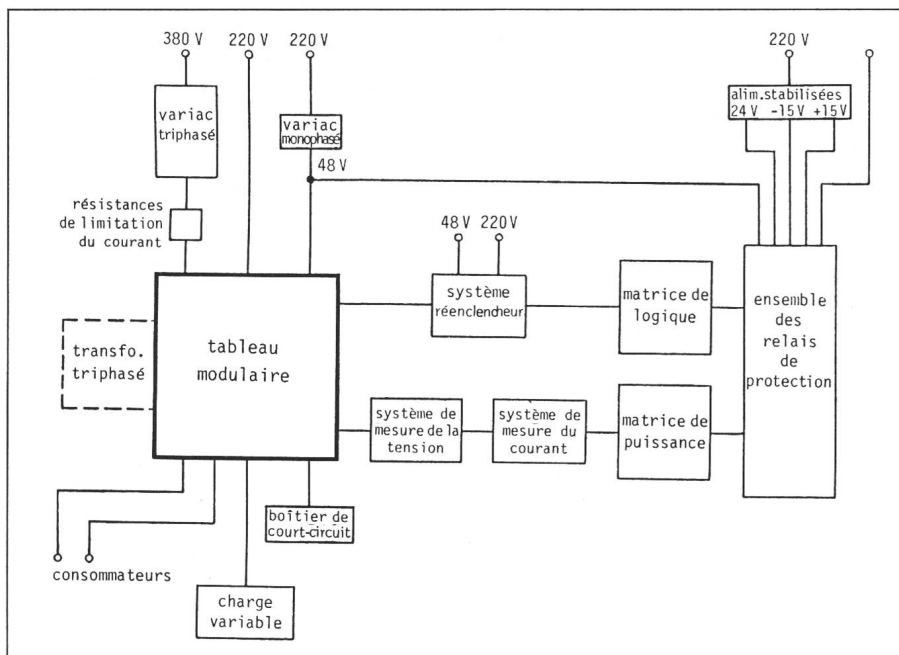 380 V 220 V 220 V 220 V
variac
triphasé
variac
monophasé
alim.stabilisées
24 V -15 V +15 V
48 V
résistances
de limitation
du courant
48 V 220 V
système
réenclencheur
matrice de
logique
ensemble
des
relais
de
protection
transfo.
triphasé
tableau
modulaire
système de
mesure de la
tension
système de
mesure du
courant
matrice de
puissance
boîtier de
court-circuit
consommateurs
charge
variable